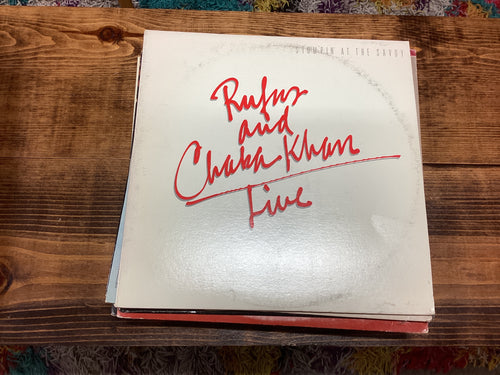 STOMPIN' AT THE SAVOY
Rufus
and
Chaka Khan
Live